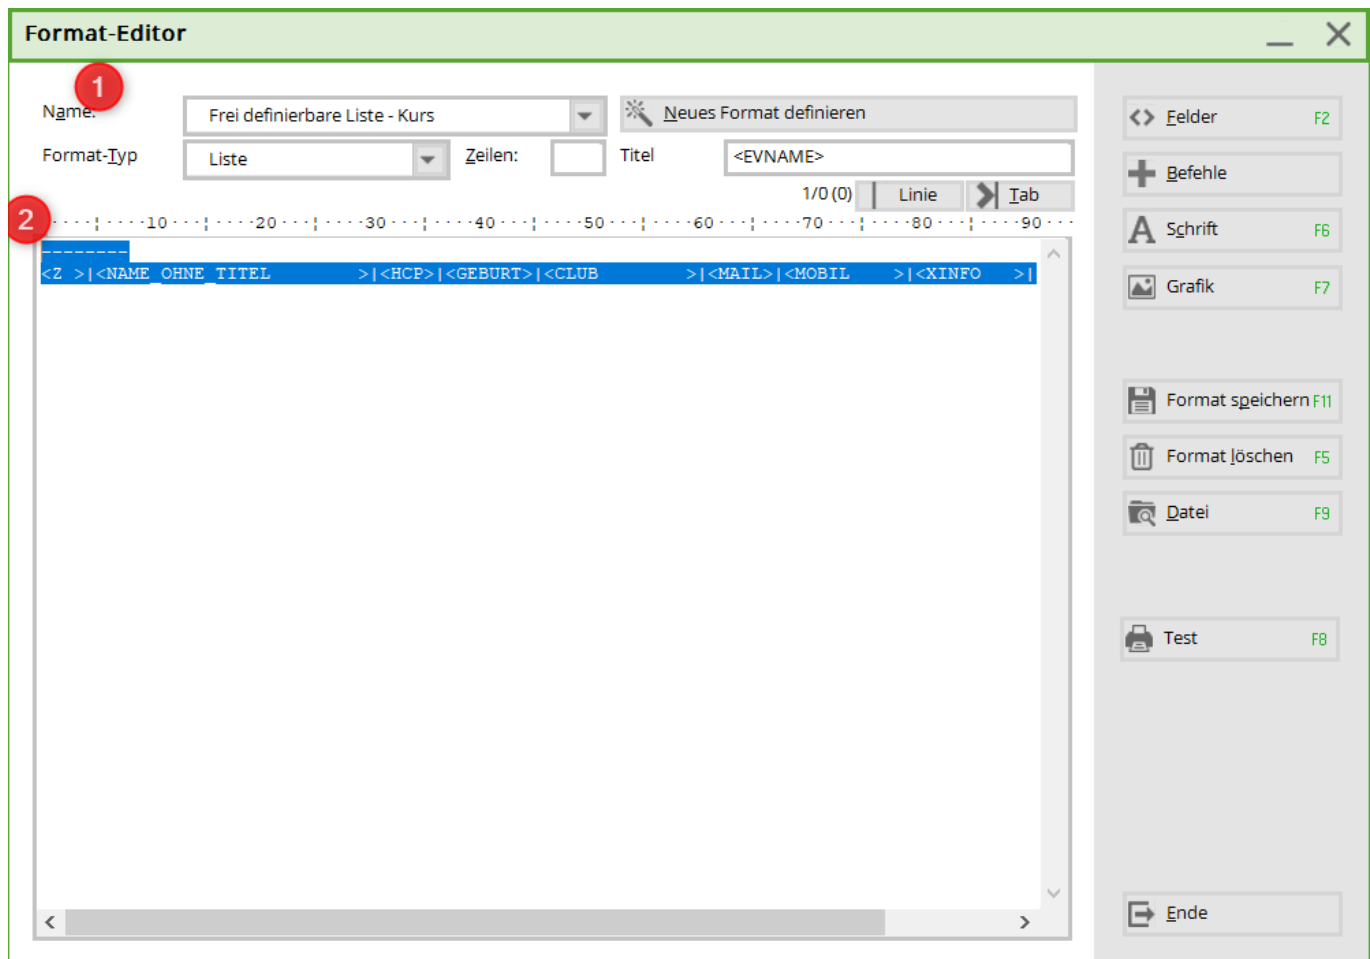 Format-Editor
1
Name:
Frei definierbare Liste - Kurs
Neues Format definieren
Format-Typ
Liste
Zeilen:
Titel
<EVNAME>
1/0 (0)
Linie
Tab
2
····¦····10···¦····20···¦····30···¦····40···¦····50···¦····60···¦····70···¦····80···¦····90···
--------
<Z >|<NAME_OHNE_TITEL        >|<HCP>|<GEBURT>|<CLUB        >|<MAIL>|<MOBIL    >|<XINFO   >|
Felder F2
Befehle
Schrift F6
Grafik F7
Format speichern F11
Format löschen F5
Datei F9
Test F8
Ende